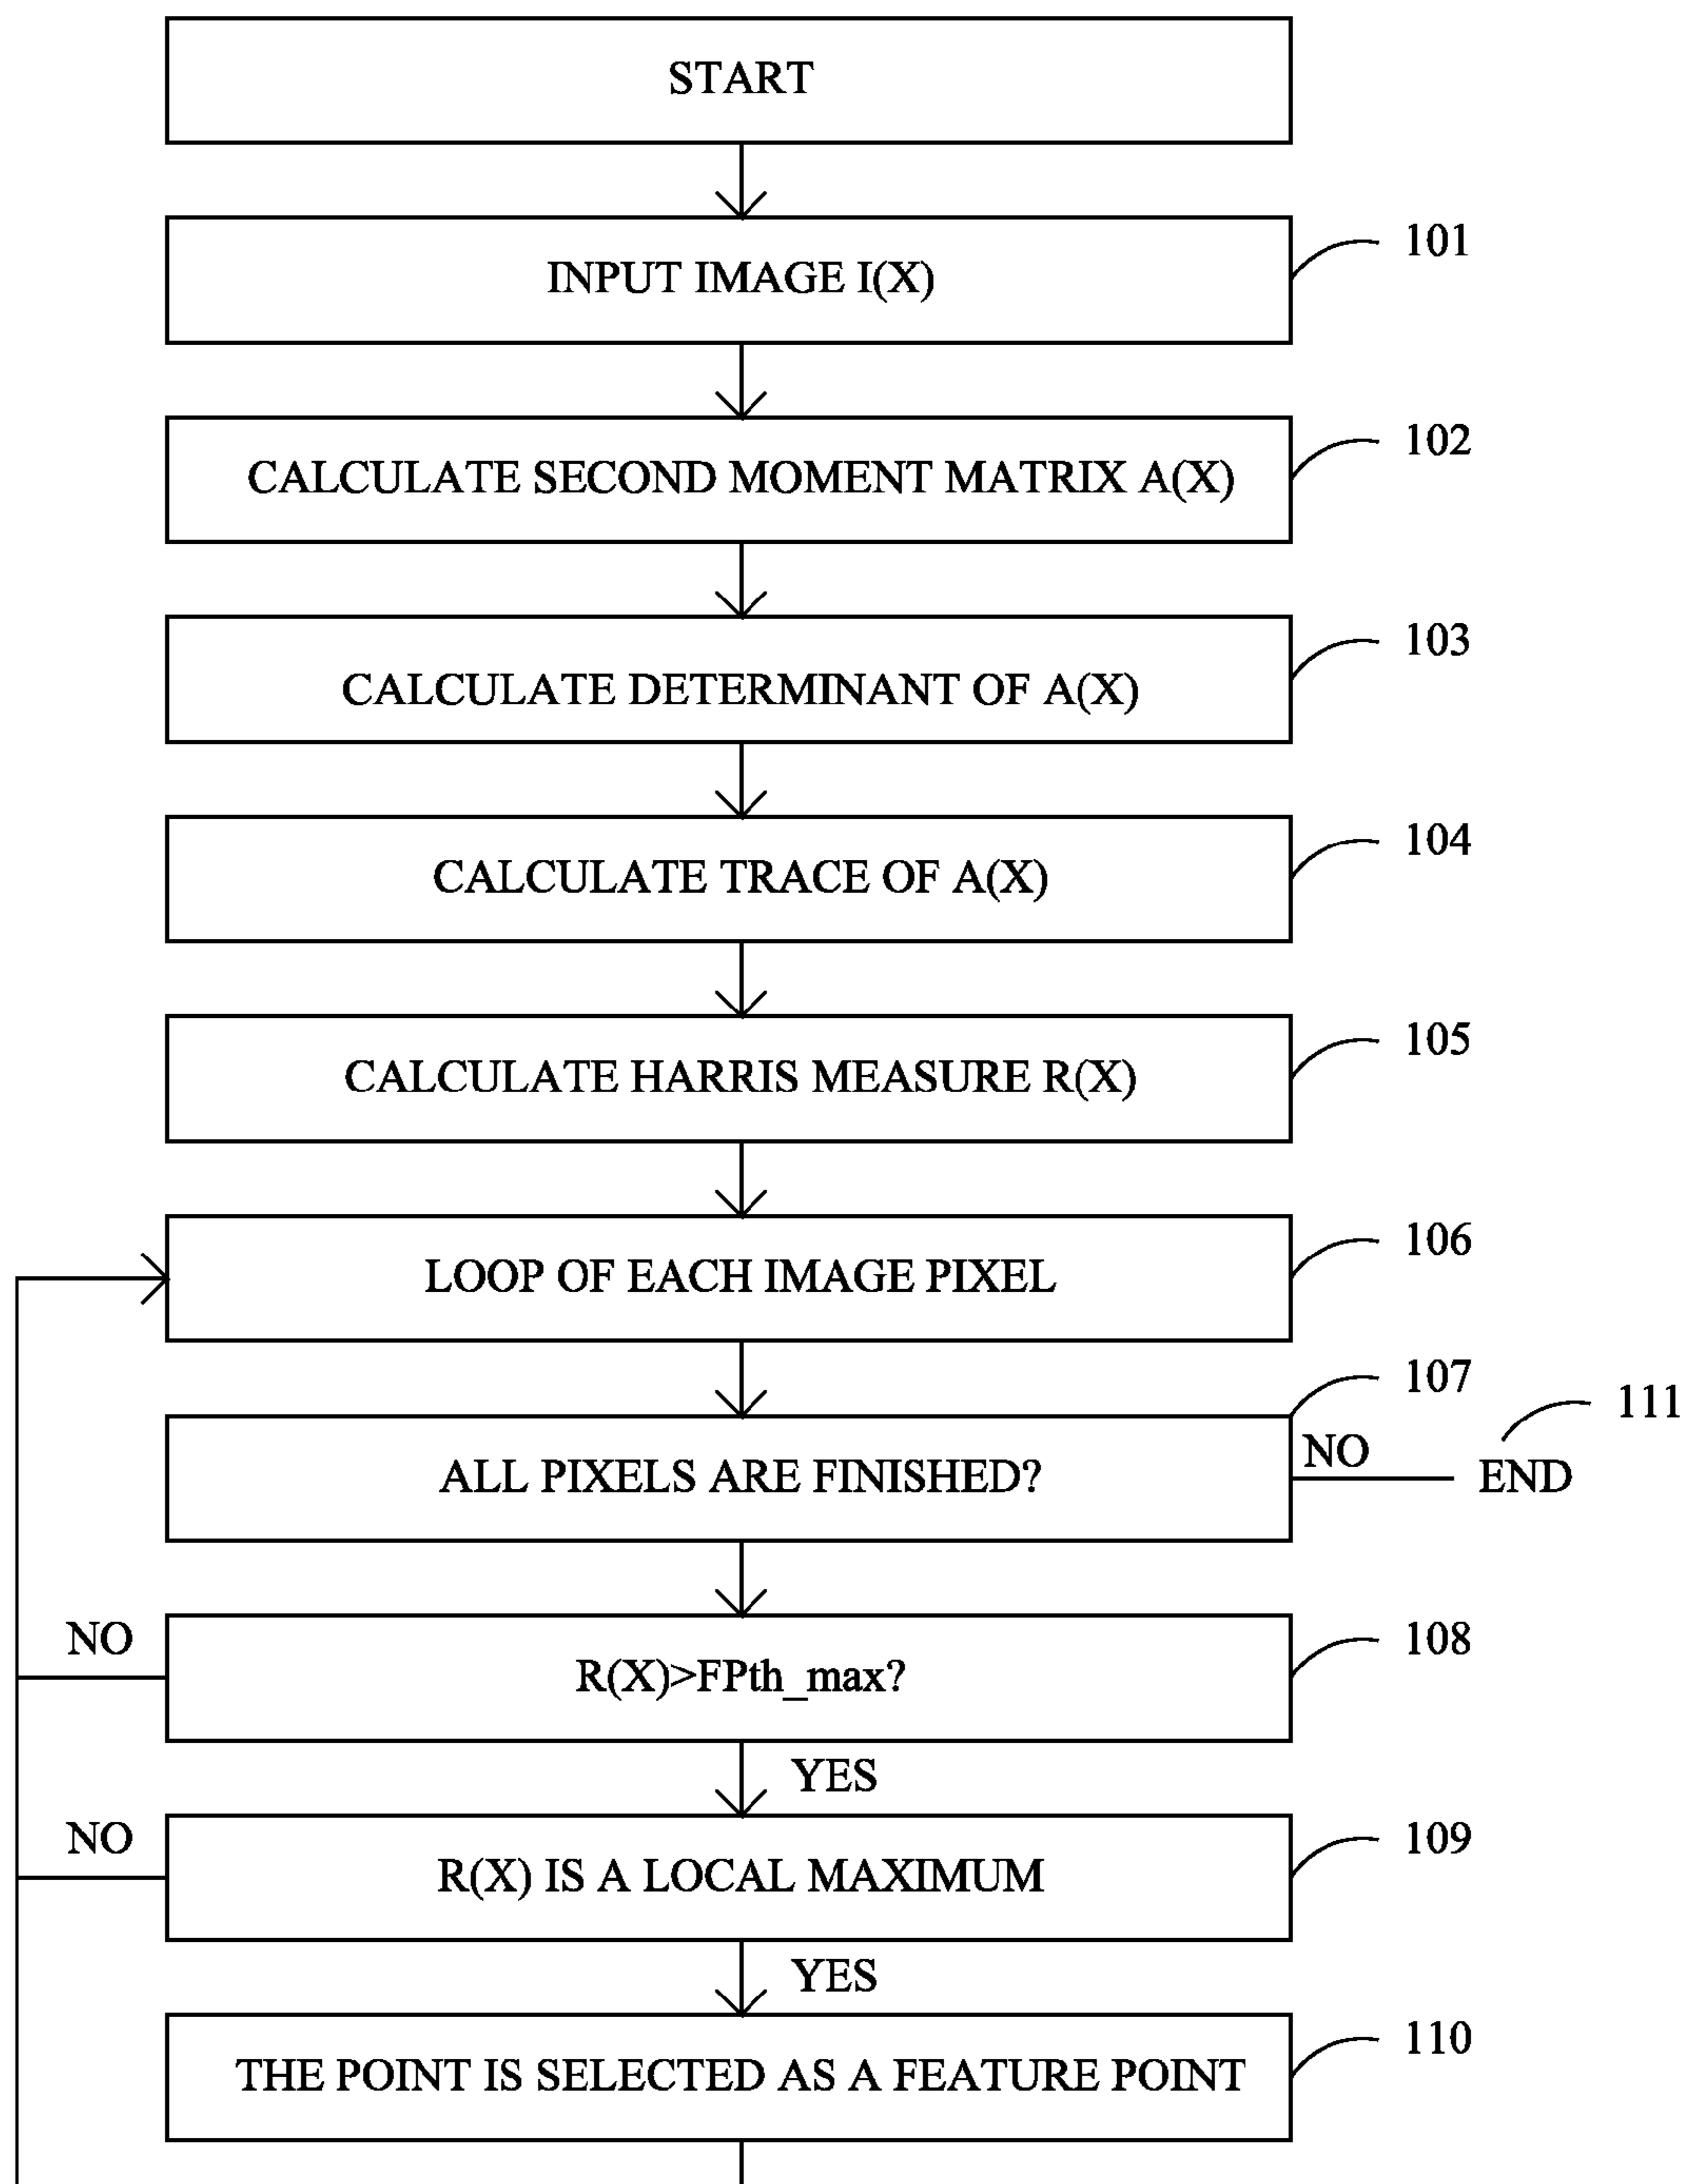 START
INPUT IMAGE I(X)
101
CALCULATE SECOND MOMENT MATRIX A(X)
102
CALCULATE DETERMINANT OF A(X)
103
CALCULATE TRACE OF A(X)
104
CALCULATE HARRIS MEASURE R(X)
105
LOOP OF EACH IMAGE PIXEL
106
ALL PIXELS ARE FINISHED?
107
NO
END
111
R(X)>FPth_max?
108
NO
YES
R(X) IS A LOCAL MAXIMUM
109
NO
YES
THE POINT IS SELECTED AS A FEATURE POINT
110